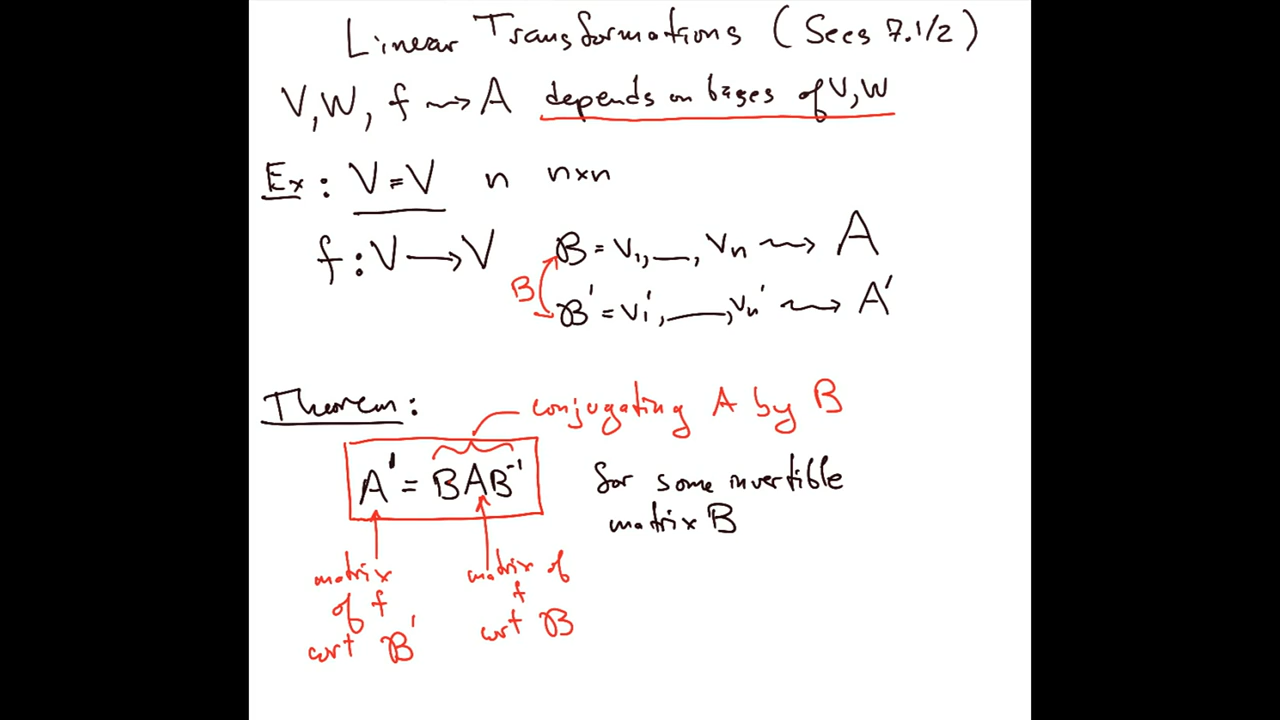 Linear Transformations (Secs 7.1/2)
V, W, f ⇝ A depends on bases of V, W
Ex: V = V n n×n
f: V → V B = v₁, —, vₙ ⇝ A
B
B' = v₁', —, vₙ' ⇝ A'
Theorem: conjugating A by B
A' = BAB⁻¹ for some invertible
matrix B
matrix matrix of
of f f
wrt B' wrt B